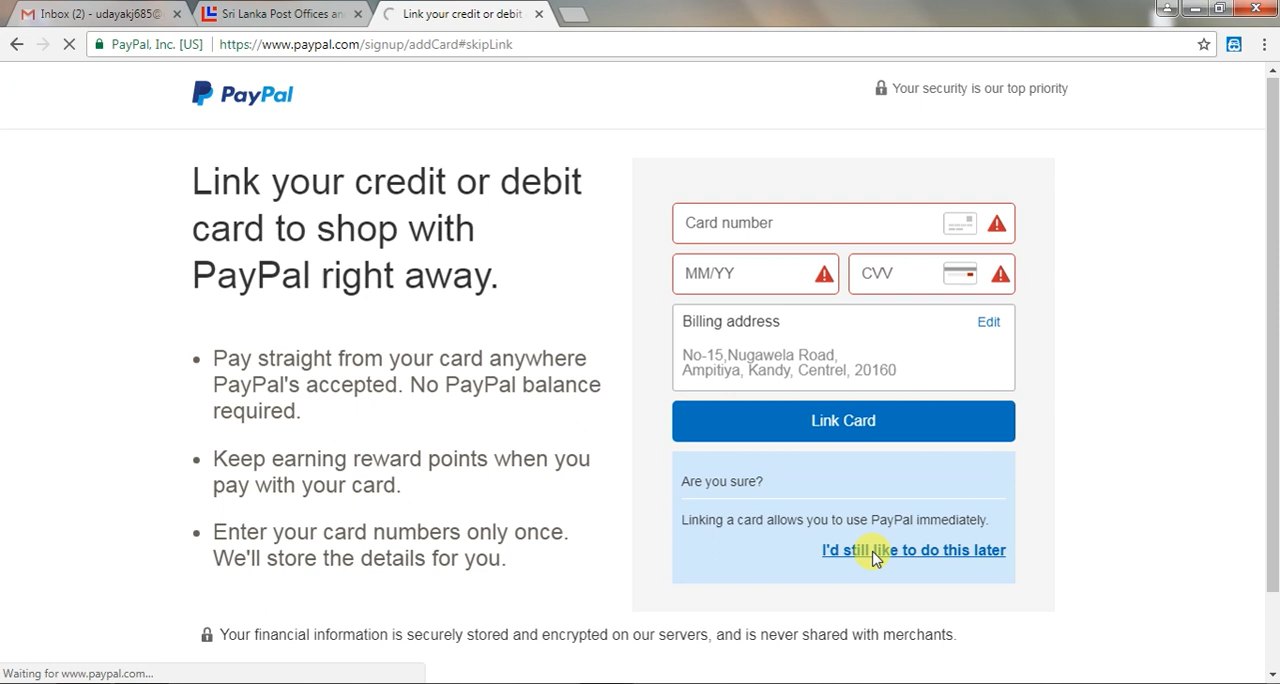 Inbox (2) - udayakj685@
Sri Lanka Post Offices an
Link your credit or debit
PayPal, Inc. [US]
https://www.paypal.com/signup/addCard#skipLink
PayPal
Your security is our top priority
Link your credit or debit
card to shop with
PayPal right away.
Pay straight from your card anywhere
PayPal's accepted. No PayPal balance
required.
Keep earning reward points when you
pay with your card.
Enter your card numbers only once.
We'll store the details for you.
Card number
MM/YY
CVV
Billing address
Edit
No-15,Nugawela Road,
Ampitiya, Kandy, Centrel, 20160
Link Card
Are you sure?
Linking a card allows you to use PayPal immediately.
I'd still like to do this later
Your financial information is securely stored and encrypted on our servers, and is never shared with merchants.
Waiting for www.paypal.com...